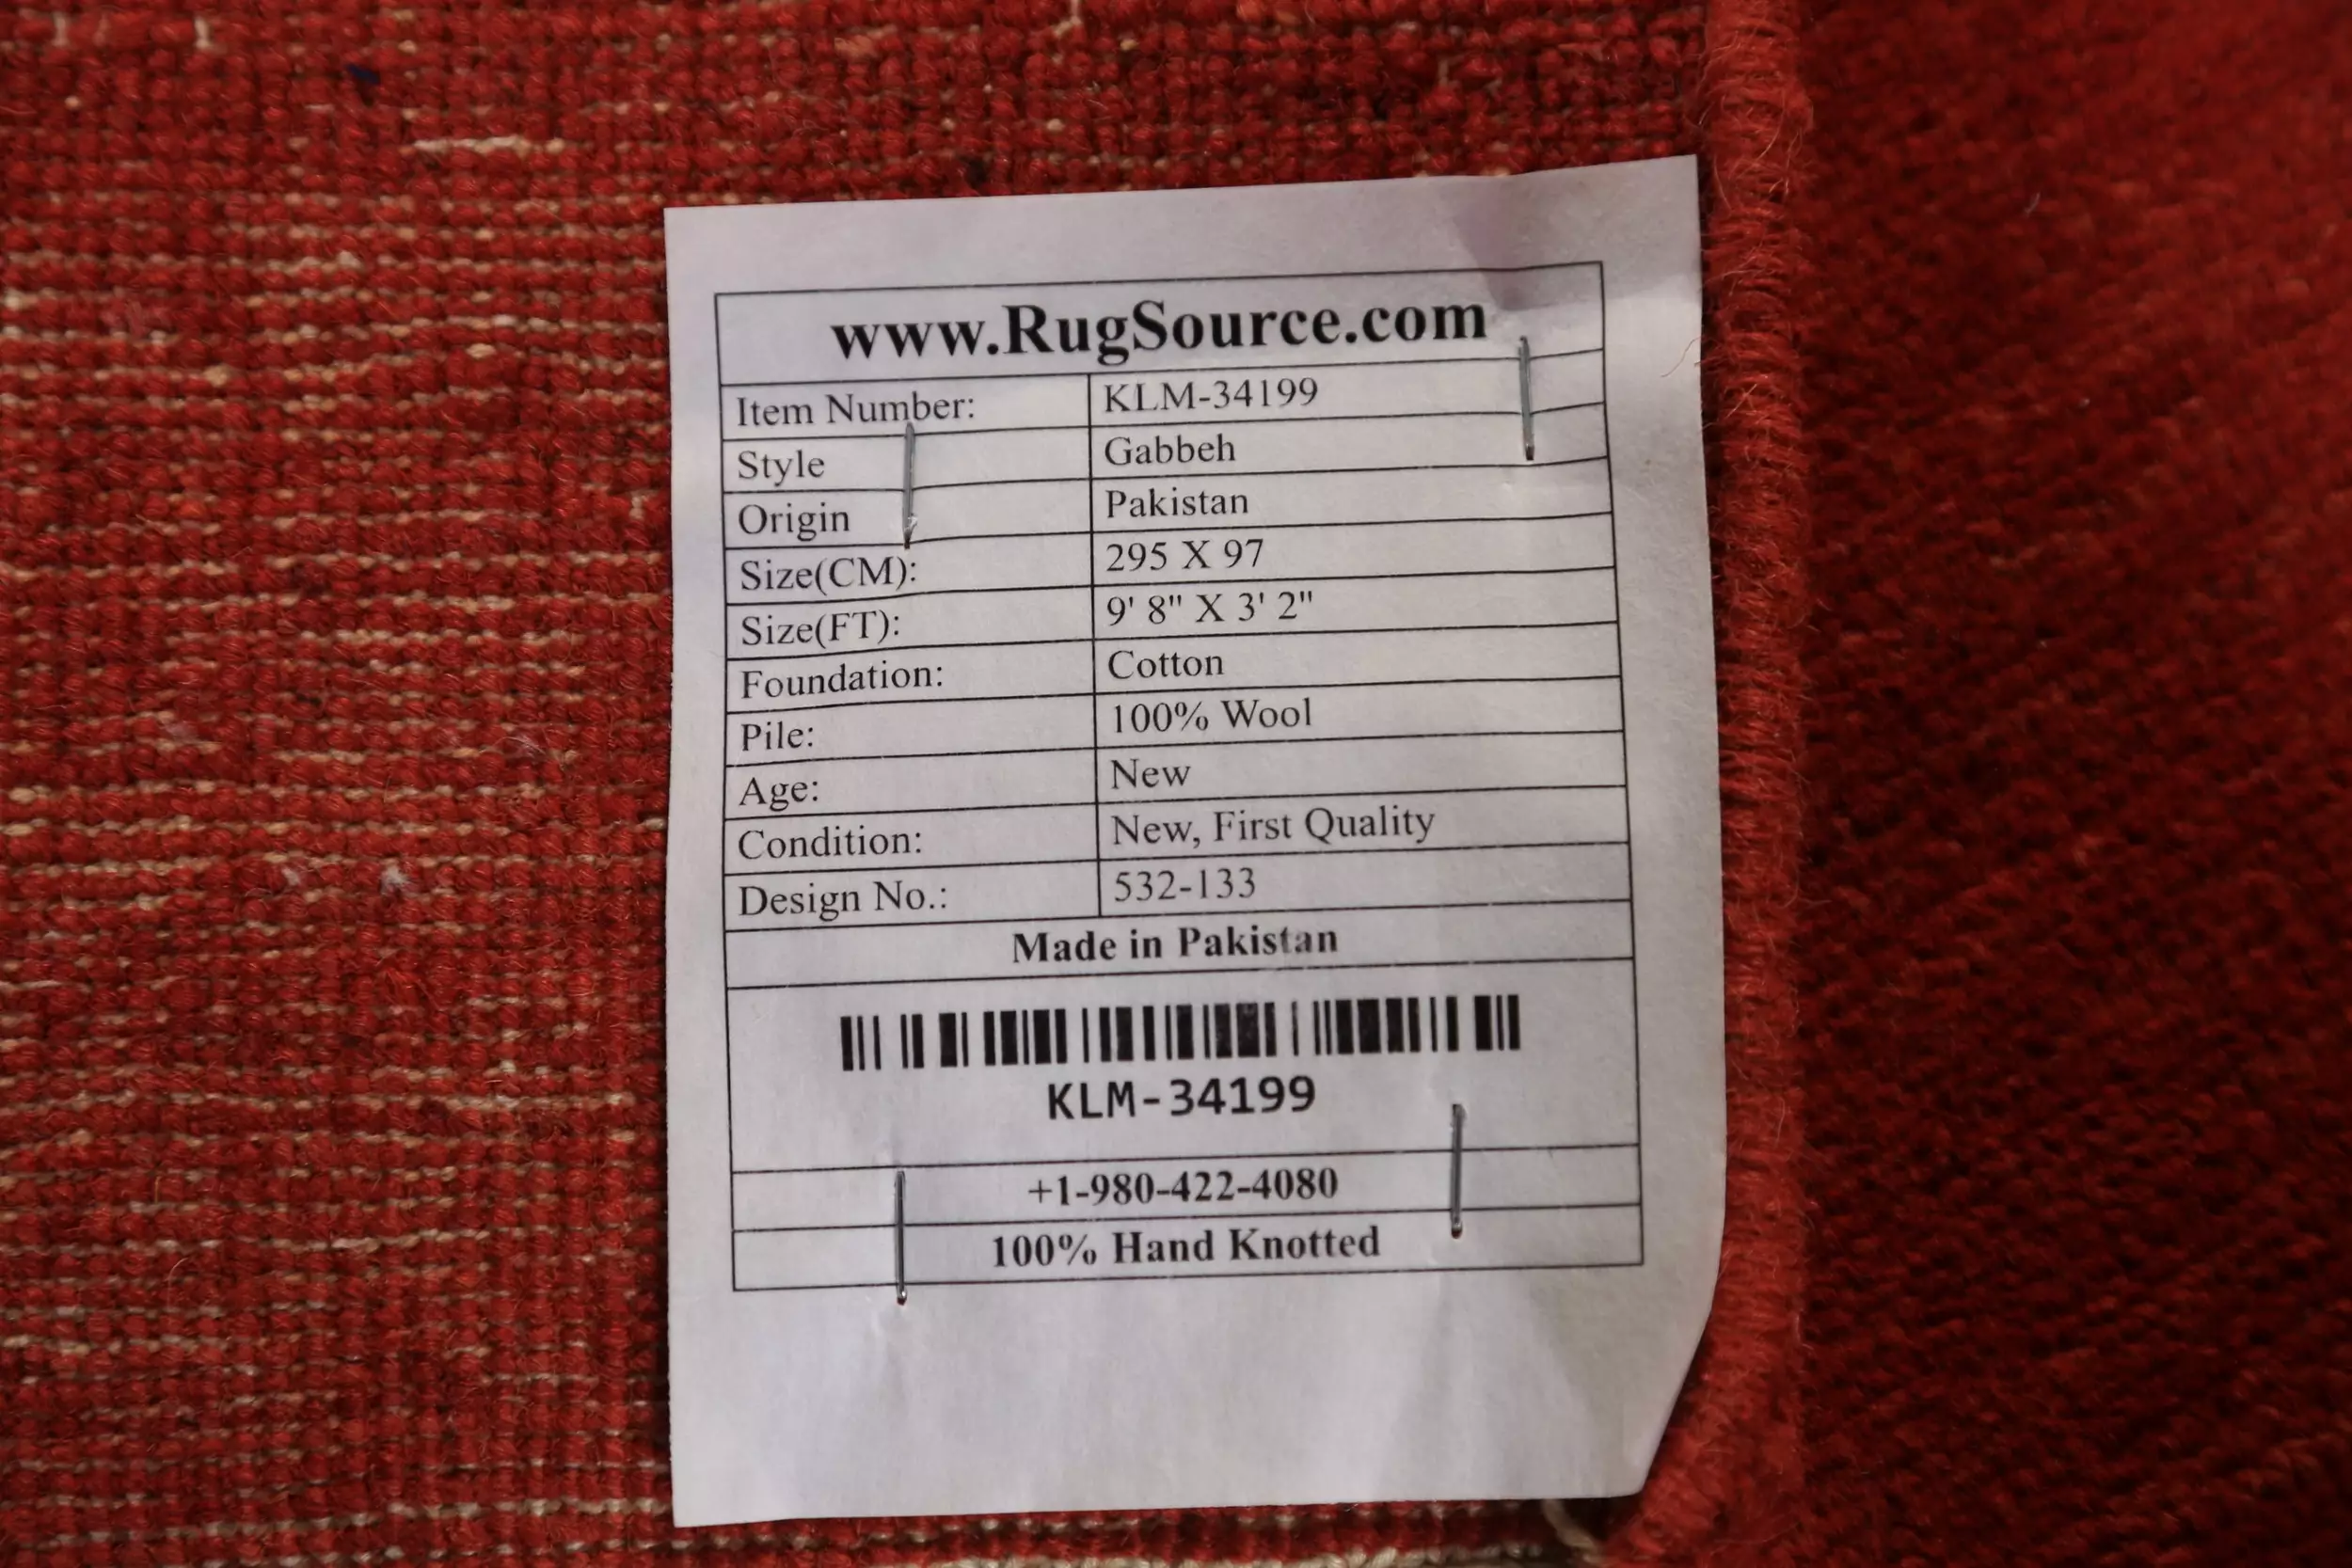 www.RugSource.com
Item Number: KLM-34199
Style Gabbeh
Origin Pakistan
Size(CM): 295 X 97
Size(FT): 9' 8" X 3' 2"
Foundation: Cotton
Pile: 100% Wool
Age: New
Condition: New, First Quality
Design No.: 532-133
Made in Pakistan
KLM-34199
+1-980-422-4080
100% Hand Knotted